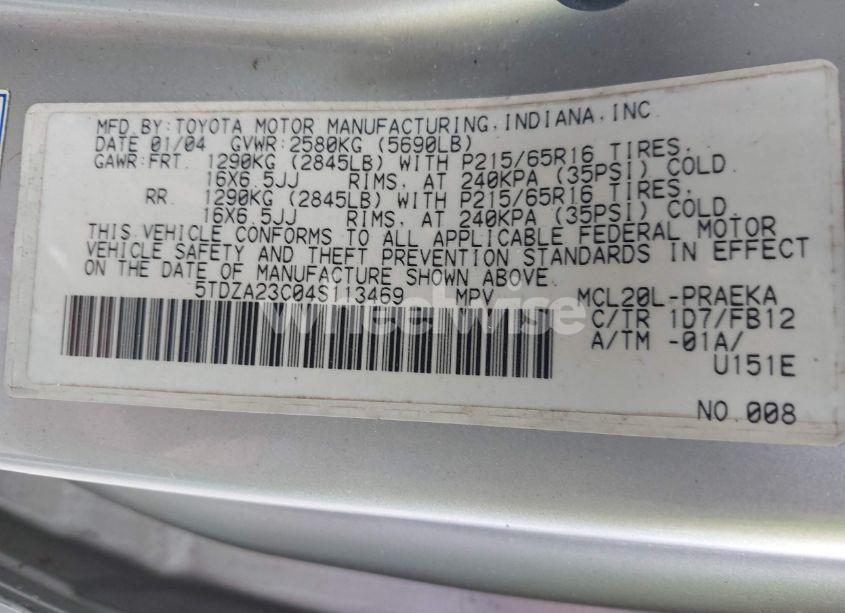 MFD BY:TOYOTA MOTOR MANUFACTURING, INDIANA, INC
DATE 01/04 GVWR:2580KG (5690LB)
GAWR:FRT. 1290KG (2845LB) WITH P215/65R16 TIRES.
16X6.5JJ RIMS, AT 240KPA (35PSI) COLD.
RR 1290KG (2845LB) WITH P215/65R16 TIRES.
16X6.5JJ RIMS, AT 240KPA (35PSI) COLD.
THIS VEHICLE CONFORMS TO ALL APPLICABLE FEDERAL MOTOR
VEHICLE SAFETY AND THEFT PREVENTION STANDARDS IN EFFECT
ON THE DATE OF MANUFACTURE SHOWN ABOVE.
5TDZA23C04S113469 MPV MCL20L-PRAEKA
C/TR 1D7/FB12
A/TM -01A/
U151E
NO.008
wheelwise